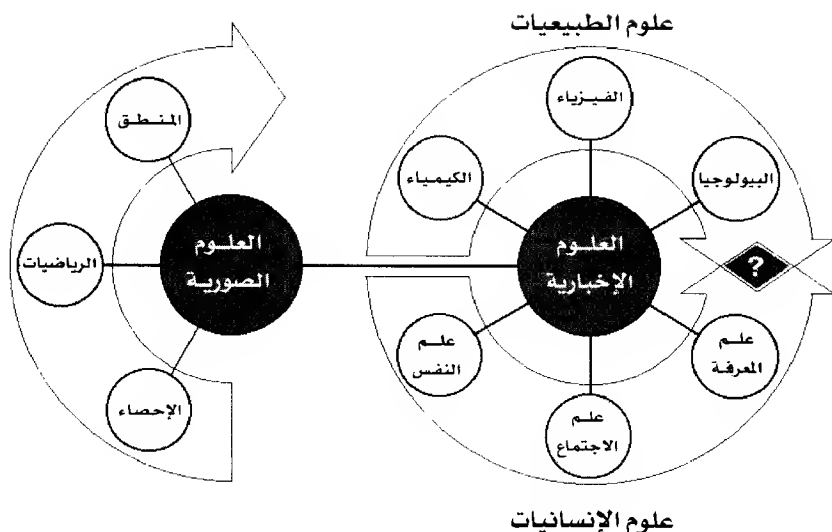 علوم الطبيعيات
الفيزياء
البيولوجيا
الكيمياء
العلوم
الإخبارية
?
علم
المعرفة
علم
النفس
علم
الاجتماع
علوم الإنسانيات
المنطق
الرياضيات
العلوم
الصورية
الإحصاء